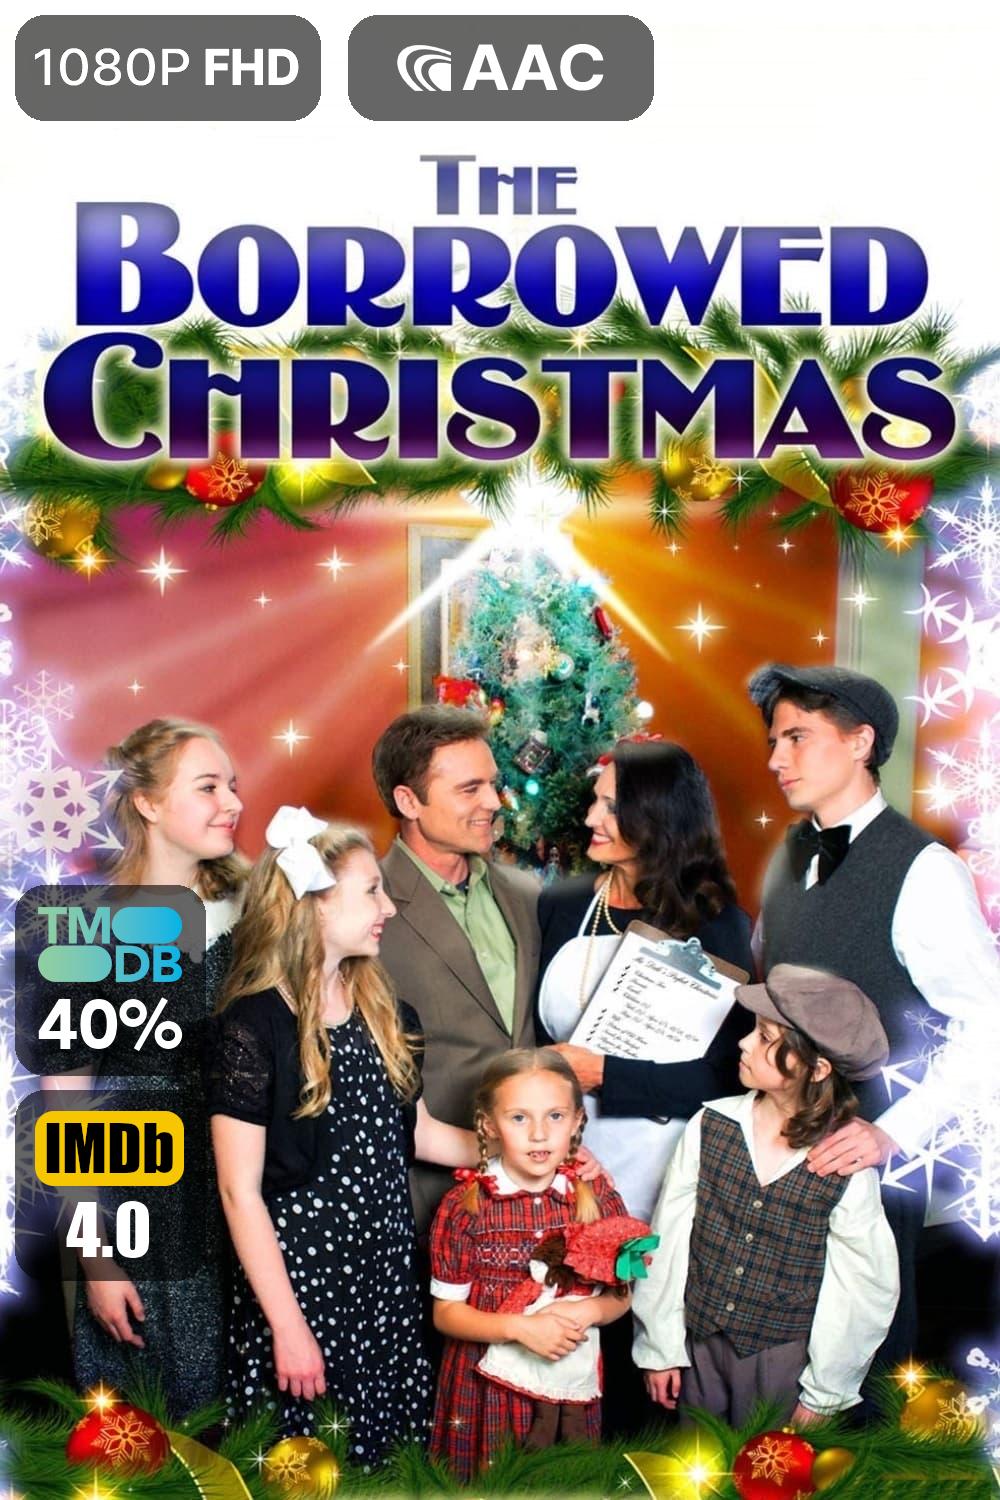 1080P FHD
AAC
THE
BORROWED
CHRISTMAS
TMDB
40%
IMDb
4.0